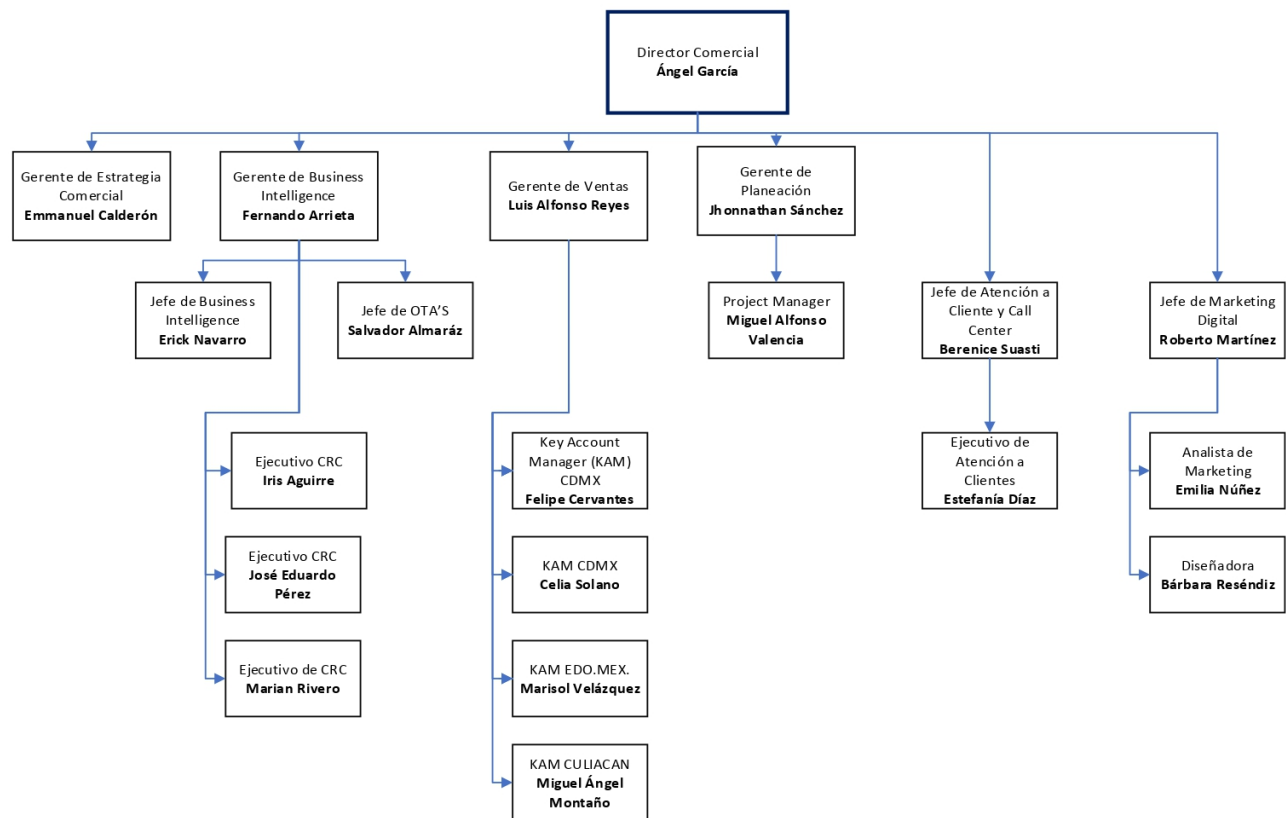 Director Comercial
Ángel García
Gerente de Estrategia
Comercial
Emmanuel Calderón
Gerente de Business
Intelligence
Fernando Arrieta
Gerente de Ventas
Luis Alfonso Reyes
Gerente de
Planeación
Jhonnathan Sánchez
Jefe de Business
Intelligence
Erick Navarro
Jefe de OTA’S
Salvador Almaráz
Project Manager
Miguel Alfonso
Valencia
Jefe de Atención a
Cliente y Call
Center
Berenice Suasti
Jefe de Marketing
Digital
Roberto Martínez
Ejecutivo CRC
Iris Aguirre
Key Account
Manager (KAM)
CDMX
Felipe Cervantes
Ejecutivo de
Atención a
Clientes
Estefanía Díaz
Analista de
Marketing
Emilia Núñez
Ejecutivo CRC
José Eduardo
Pérez
KAM CDMX
Celia Solano
Diseñadora
Bárbara Reséndiz
Ejecutivo de CRC
Marian Rivero
KAM EDO.MEX.
Marisol Velázquez
KAM CULIACAN
Miguel Ángel
Montaño